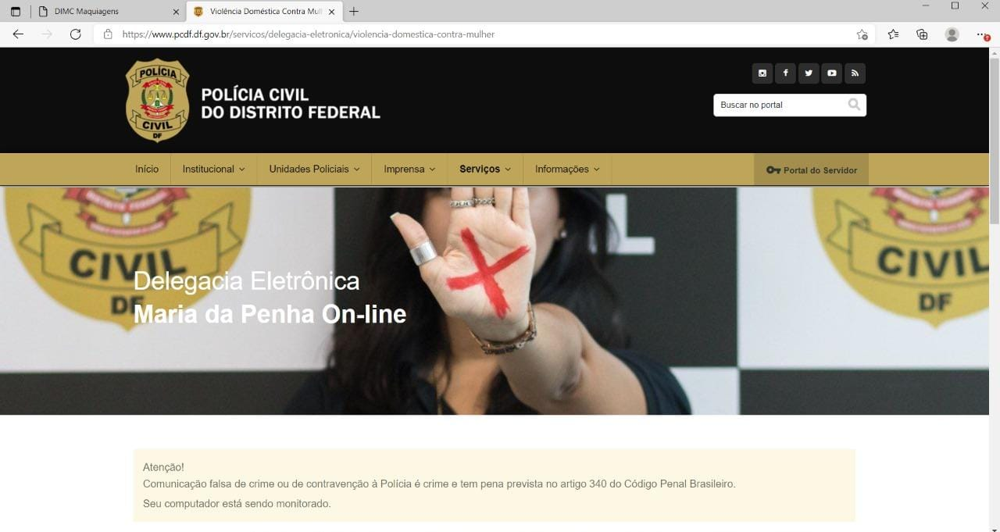 DIMC Maquiagens
Violência Doméstica Contra Mul
https://www.pcdf.df.gov.br/servicos/delegacia-eletronica/violencia-domestica-contra-mulher
POLÍCIA
CIVIL
DF
POLÍCIA CIVIL
DO DISTRITO FEDERAL
Buscar no portal
Início
Institucional
Unidades Policiais
Imprensa
Serviços
Informações
Portal do Servidor
DISTRITO FEDERAL
CIVIL
DF
L
CIVIL
DF
Delegacia Eletrônica
Maria da Penha On-line
Atenção!
Comunicação falsa de crime ou de contravenção à Polícia é crime e tem pena prevista no artigo 340 do Código Penal Brasileiro.
Seu computador está sendo monitorado.